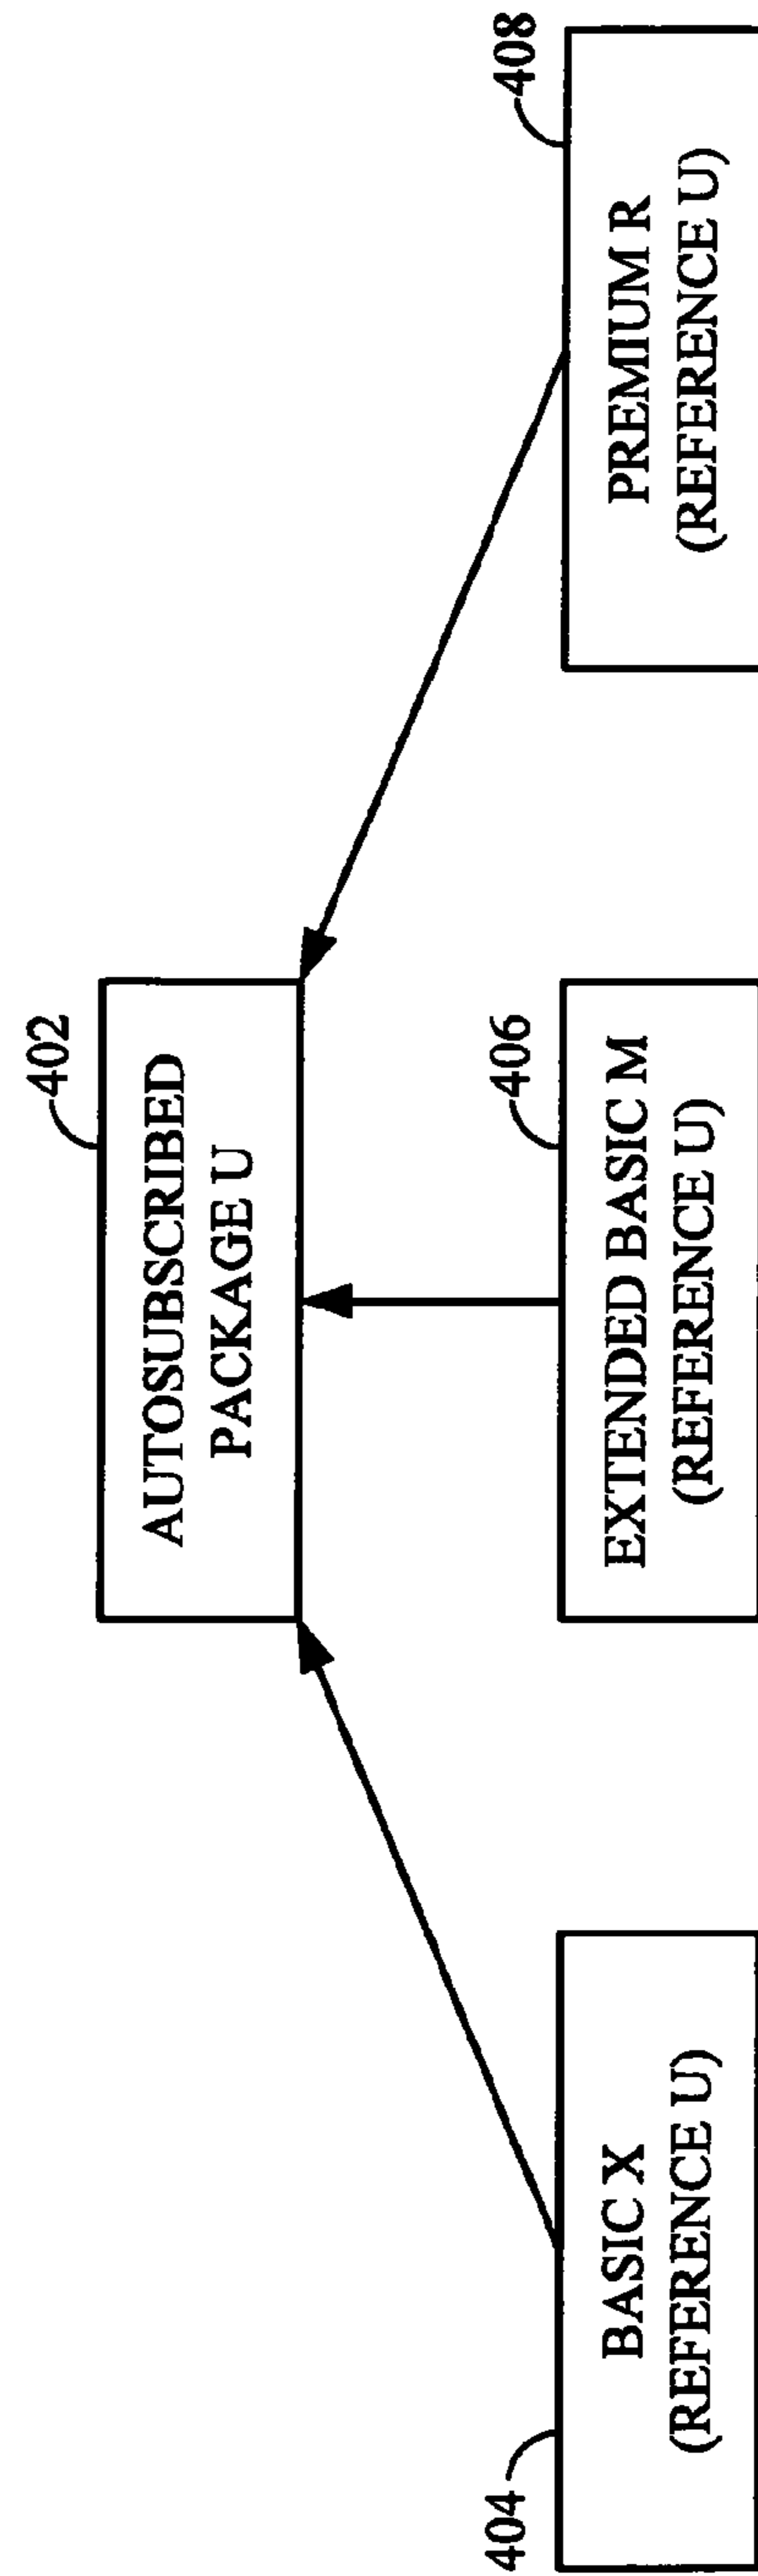 402
AUTOSUBSCRIBED
PACKAGE U
404
BASIC X
(REFERENCE U)
406
EXTENDED BASIC M
(REFERENCE U)
408
PREMIUM R
(REFERENCE U)